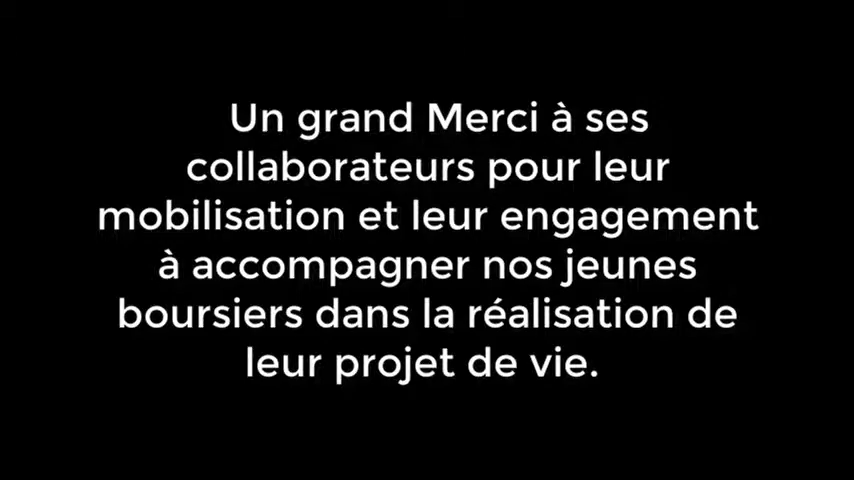 Un grand Merci à ses
collaborateurs pour leur
mobilisation et leur engagement
à accompagner nos jeunes
boursiers dans la réalisation de
leur projet de vie.